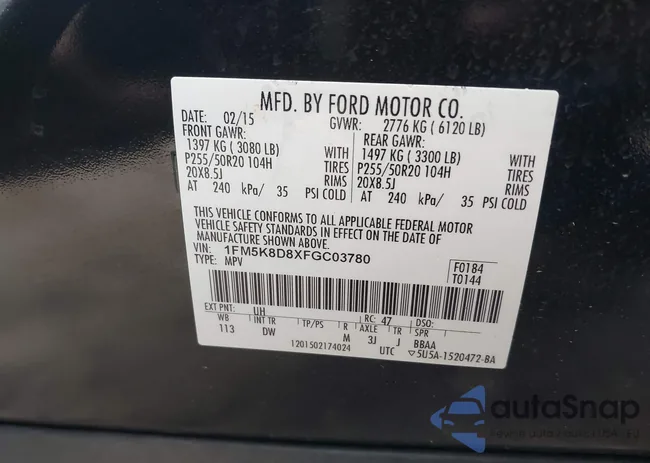 MFD. BY FORD MOTOR CO.
DATE: 02/15 GVWR: 2776 KG ( 6120 LB)
FRONT GAWR: REAR GAWR:
1397 KG ( 3080 LB) WITH 1497 KG ( 3300 LB) WITH
P255/50R20 104H TIRES P255/50R20 104H TIRES
20X8.5J RIMS 20X8.5J RIMS
AT 240 kPa/ 35 PSI COLD AT 240 kPa/ 35 PSI COLD
THIS VEHICLE CONFORMS TO ALL APPLICABLE FEDERAL MOTOR
VEHICLE SAFETY STANDARDS IN EFFECT ON THE DATE OF
MANUFACTURE SHOWN ABOVE.
VIN: 1FM5K8D8XFGC03780
TYPE: MPV
F0184
T0144
EXT PNT: UH RC: 47
WB INT TR TP/PS R AXLE TR SPR
113 DW M 3J J BBAA
1201502174024 UTC ▽5U5A-1520472-BA
autaSnap